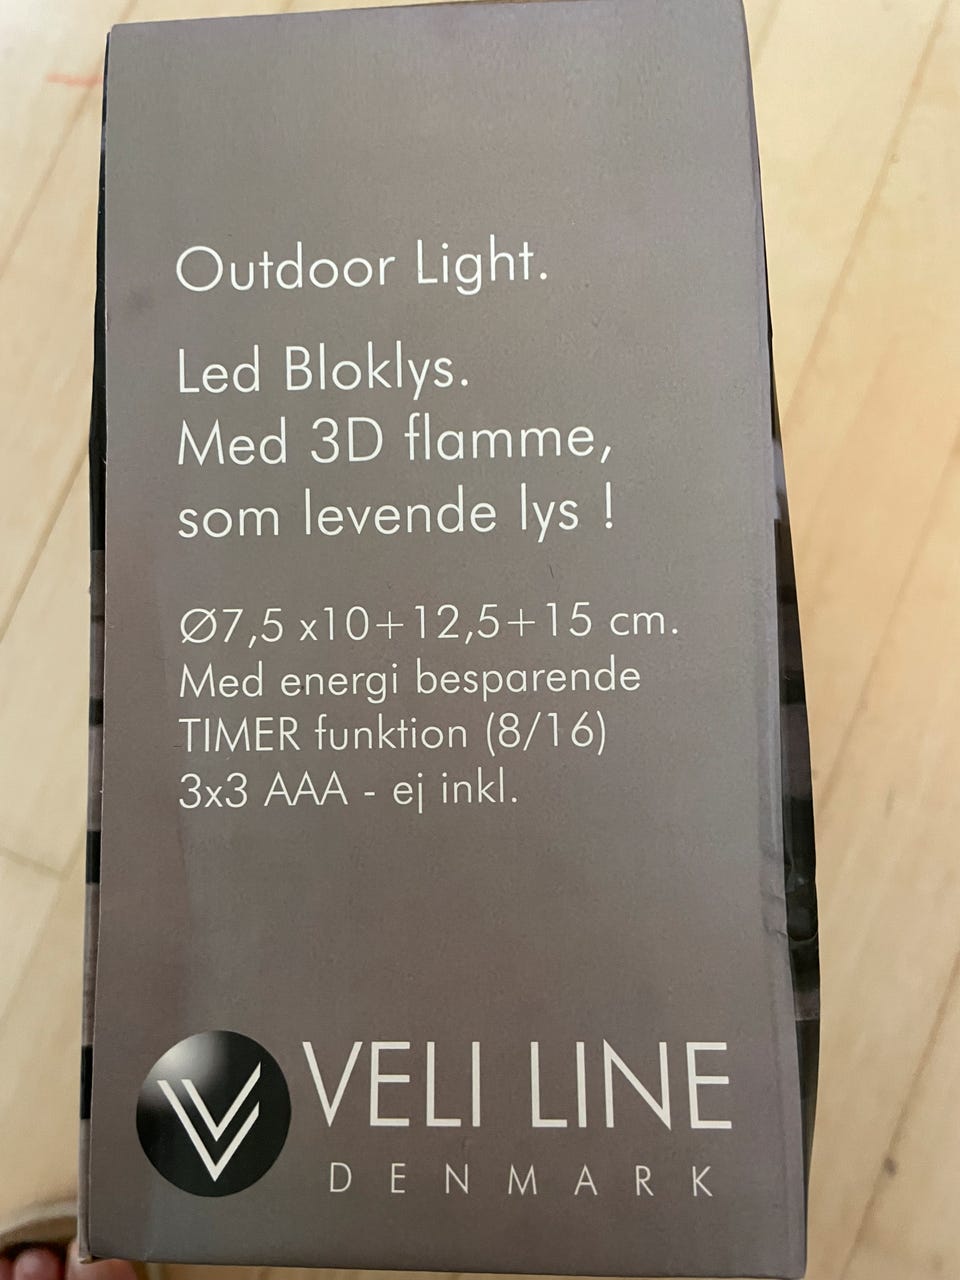 Outdoor Light.
Led Bloklys.
Med 3D flamme,
som levende lys !
Ø7,5 x10+12,5+15 cm.
Med energi besparende
TIMER funktion (8/16)
3x3 AAA - ej inkl.
VELI LINE
DENMARK